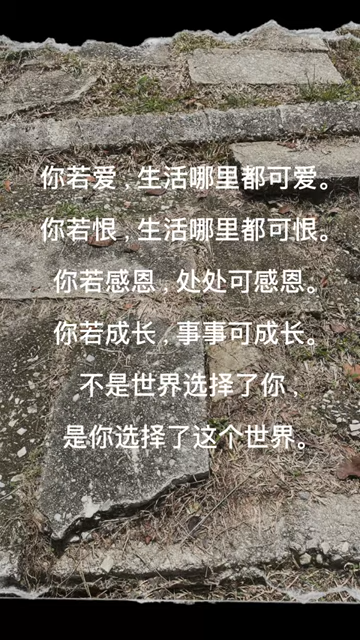 你若爱，生活哪里都可爱。
你若恨，生活哪里都可恨。
你若感恩，处处可感恩。
你若成长，事事可成长。
不是世界选择了你，
是你选择了这个世界。